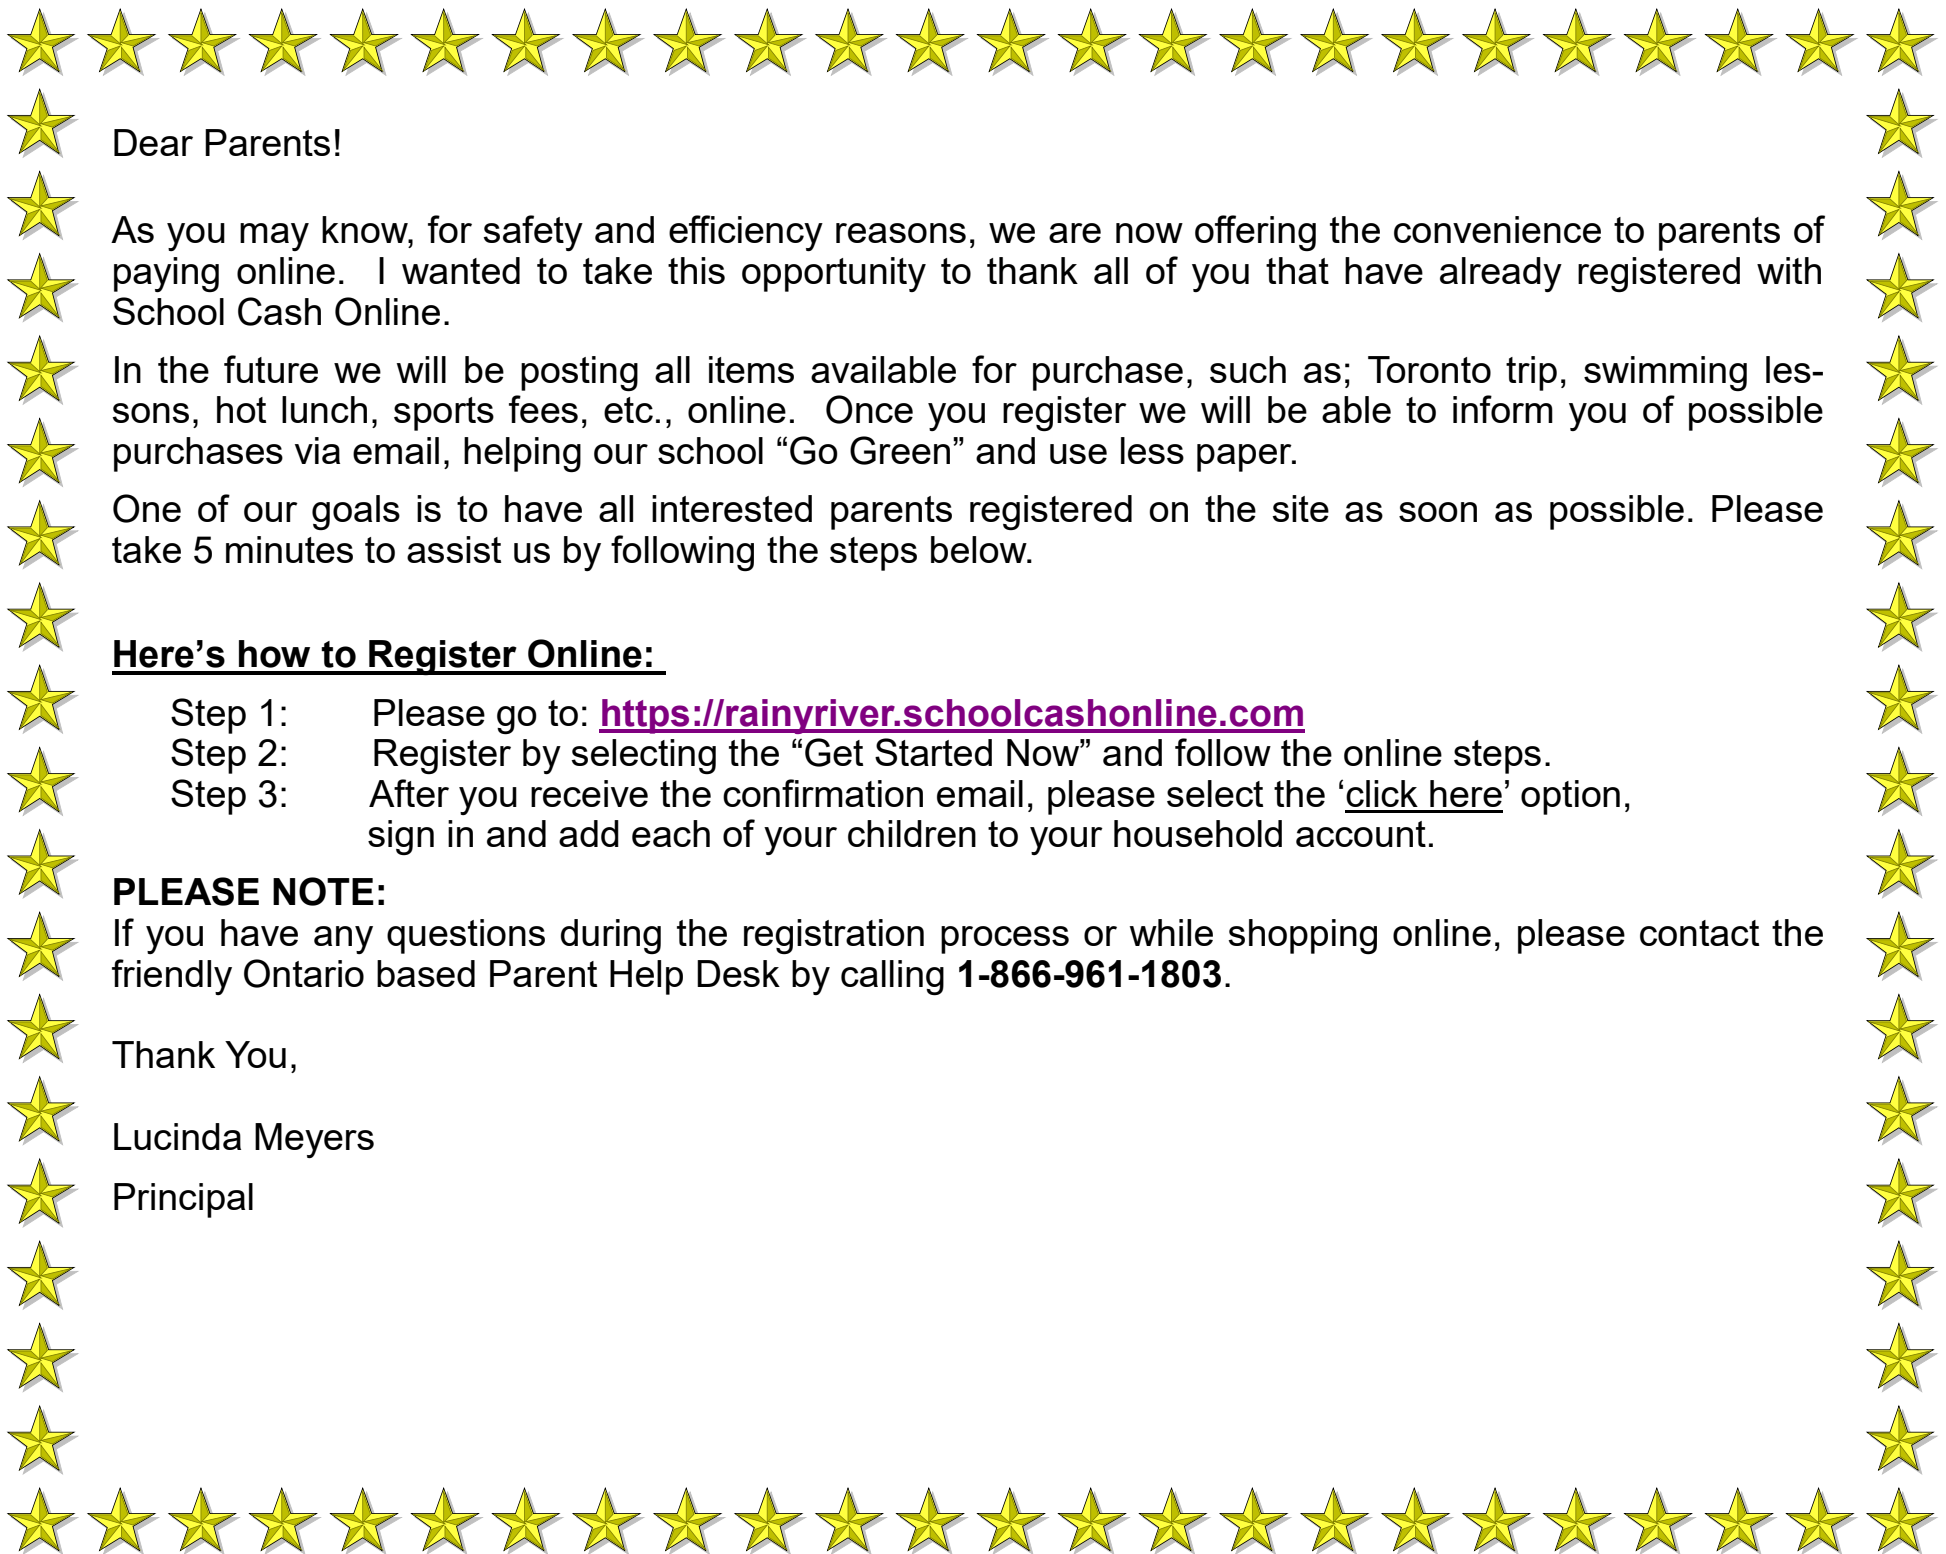 Dear Parents!
As you may know, for safety and efficiency reasons, we are now offering the convenience to parents of
paying online.  I wanted to take this opportunity to thank all of you that have already registered with
School Cash Online.
In the future we will be posting all items available for purchase, such as; Toronto trip, swimming les-
sons, hot lunch, sports fees, etc., online.  Once you register we will be able to inform you of possible
purchases via email, helping our school “Go Green” and use less paper.
One of our goals is to have all interested parents registered on the site as soon as possible. Please
take 5 minutes to assist us by following the steps below.
Here’s how to Register Online:
Step 1: Please go to: https://rainyriver.schoolcashonline.com
Step 2: Register by selecting the “Get Started Now” and follow the online steps.
Step 3: After you receive the confirmation email, please select the ‘click here’ option,
sign in and add each of your children to your household account.
PLEASE NOTE:
If you have any questions during the registration process or while shopping online, please contact the
friendly Ontario based Parent Help Desk by calling 1-866-961-1803.
Thank You,
Lucinda Meyers
Principal